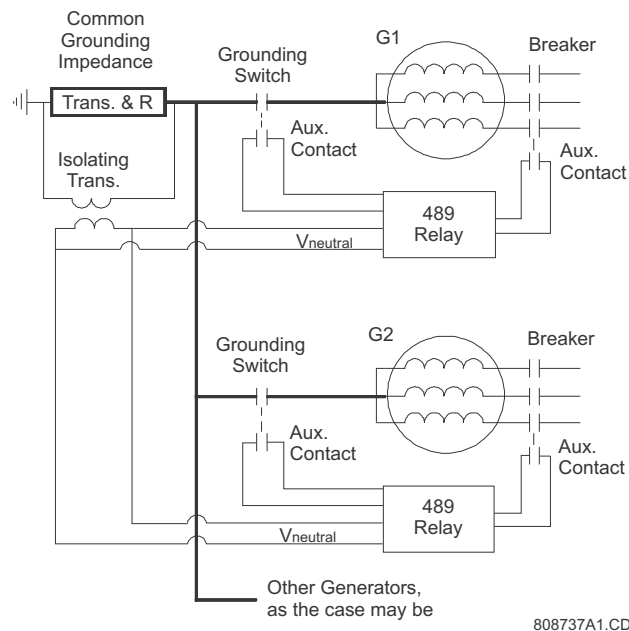 Common
Grounding
Impedance
Trans. & R
Isolating
Trans.
Grounding
Switch
Aux.
Contact
G1
Breaker
Aux.
Contact
489
Relay
Vneutral
Grounding
Switch
Aux.
Contact
G2
Breaker
Aux.
Contact
489
Relay
Vneutral
Other Generators,
as the case may be
808737A1.CD